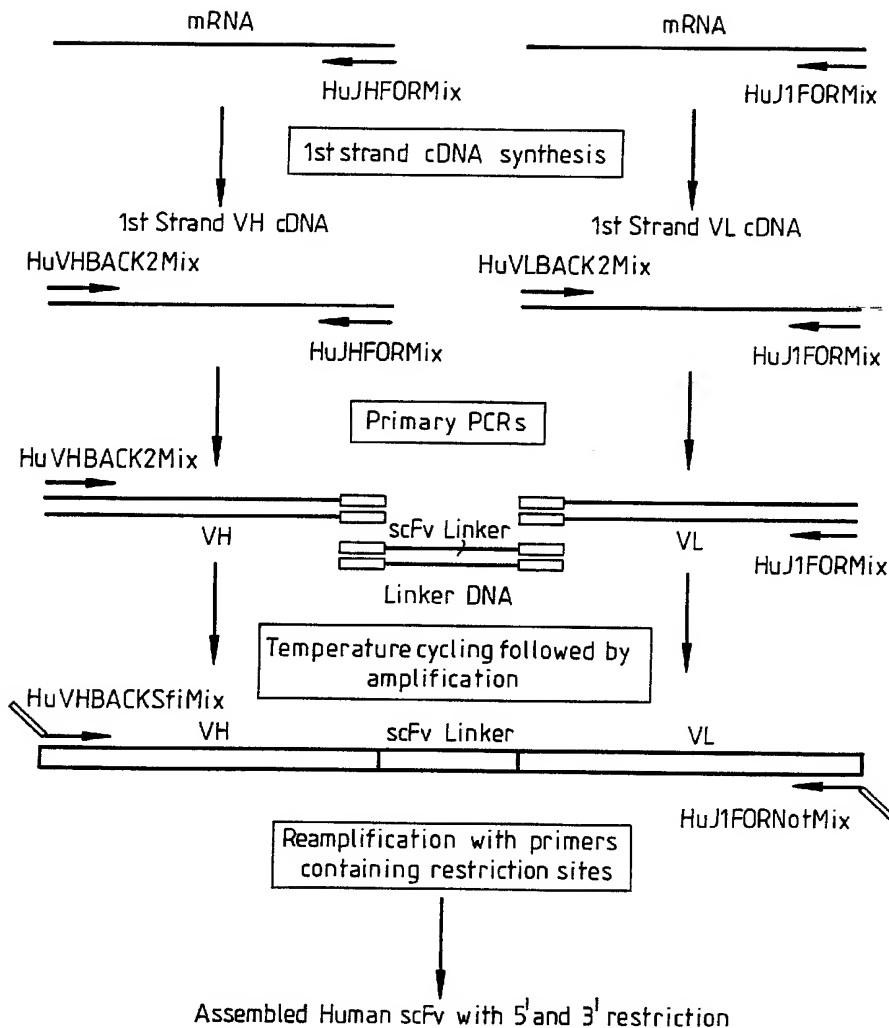 mRNA
mRNA
HuJHFORMix
HuJ1FORMix
1st strand cDNA synthesis
1st Strand VH cDNA
1st Strand VL cDNA
HuVHBACK2Mix
HuVLBACK2Mix
HuJHFORMix
HuJ1FORMix
Primary PCRs
HuVHBACK2Mix
VH
scFv Linker
VL
HuJ1FORMix
Linker DNA
Temperature cycling followed by
amplification
HuVHBACKSfiMix
VH
scFv Linker
VL
HuJ1FORNotMix
Reamplification with primers
containing restriction sites
Assembled Human scFv with 5' and 3' restriction